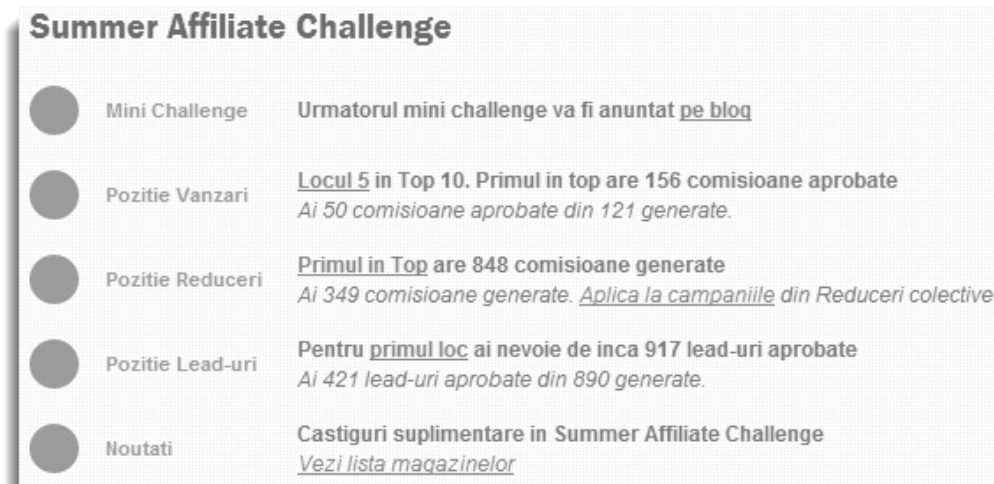 Summer Affiliate Challenge
Mini Challenge Urmatorul mini challenge va fi anuntat pe blog
Pozitie Vanzari Locul 5 in Top 10. Primul in top are 156 comisioane aprobate
Ai 50 comisioane aprobate din 121 generate.
Pozitie Reduceri Primul in Top are 848 comisioane generate
Ai 349 comisioane generate. Aplica la campaniile din Reduceri colective
Pozitie Lead-uri Pentru primul loc ai nevoie de inca 917 lead-uri aprobate
Ai 421 lead-uri aprobate din 890 generate.
Noutati Castiguri suplimentare in Summer Affiliate Challenge
Vezi lista magazinelor